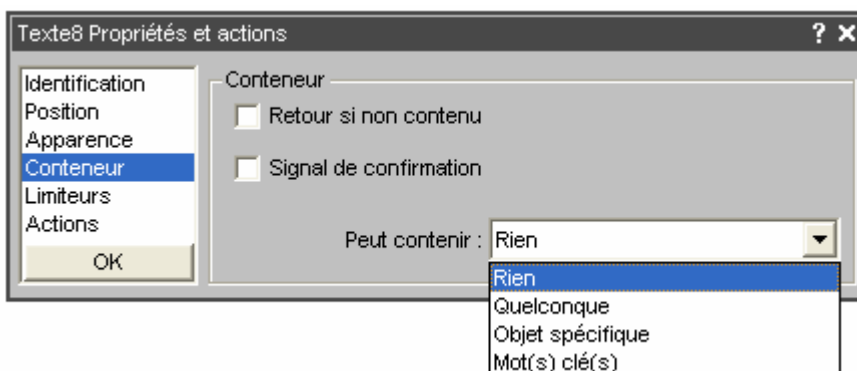 Texte8 Propriétés et actions
? ×
Identification
Position
Apparence
Conteneur
Limiteurs
Actions
OK
Conteneur
Retour si non contenu
Signal de confirmation
Peut contenir : Rien
Rien
Quelconque
Objet spécifique
Mot(s) clé(s)